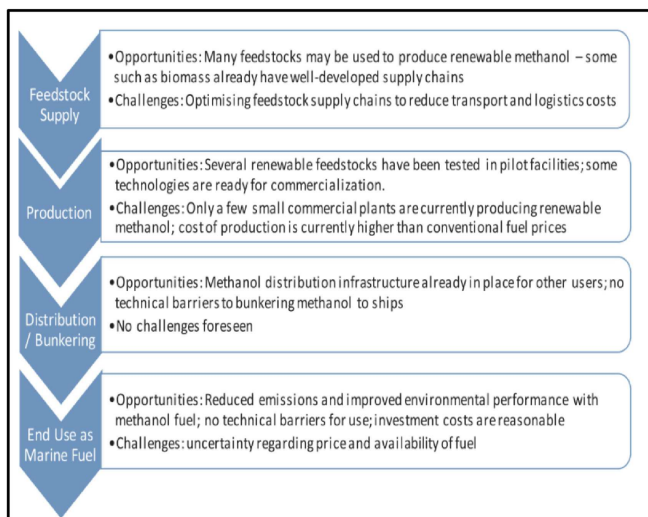 Feedstock
Supply
•Opportunities: Many feedstocks may be used to produce renewable methanol – some
such as biomass already have well-developed supply chains
•Challenges: Optimising feedstock supply chains to reduce transport and logistics costs
Production
•Opportunities: Several renewable feedstocks have been tested in pilot facilities; some
technologies are ready for commercialization.
•Challenges: Only a few small commercial plants are currently producing renewable
methanol; cost of production is currently higher than conventional fuel prices
Distribution
/ Bunkering
•Opportunities: Methanol distribution infrastructure already in place for other users; no
technical barriers to bunkering methanol to ships
•No challenges foreseen
End Use as
Marine Fuel
•Opportunities: Reduced emissions and improved environmental performance with
methanol fuel; no technical barriers for use; investment costs are reasonable
•Challenges: uncertainty regarding price and availability of fuel